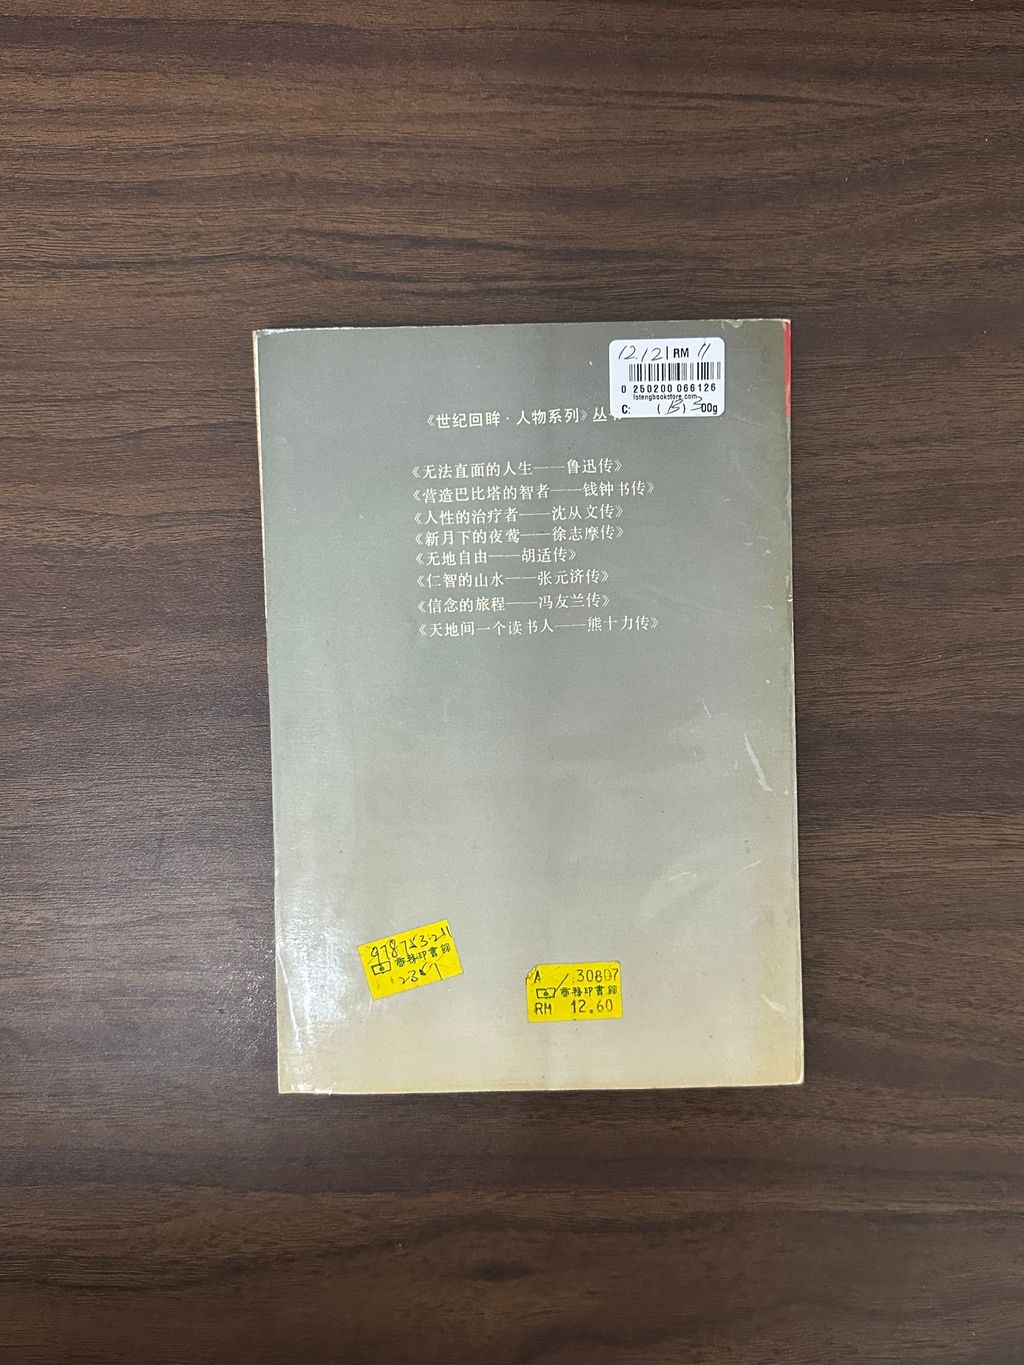 12.12 RM 11
0 250200 066126
lotengbookstore.com
C: (B)3 00g
《世纪回眸·人物系列》丛书
《无法直面的人生——鲁迅传》
《营造巴比塔的智者——钱钟书传》
《人性的治疗者——沈从文传》
《新月下的夜莺——徐志摩传》
《无地自由——胡适传》
《仁智的山水——张元济传》
《信念的旅程——冯友兰传》
《天地间一个读书人——熊十力传》
商務印書館
A / 30807
商務印書館
RM 12.60